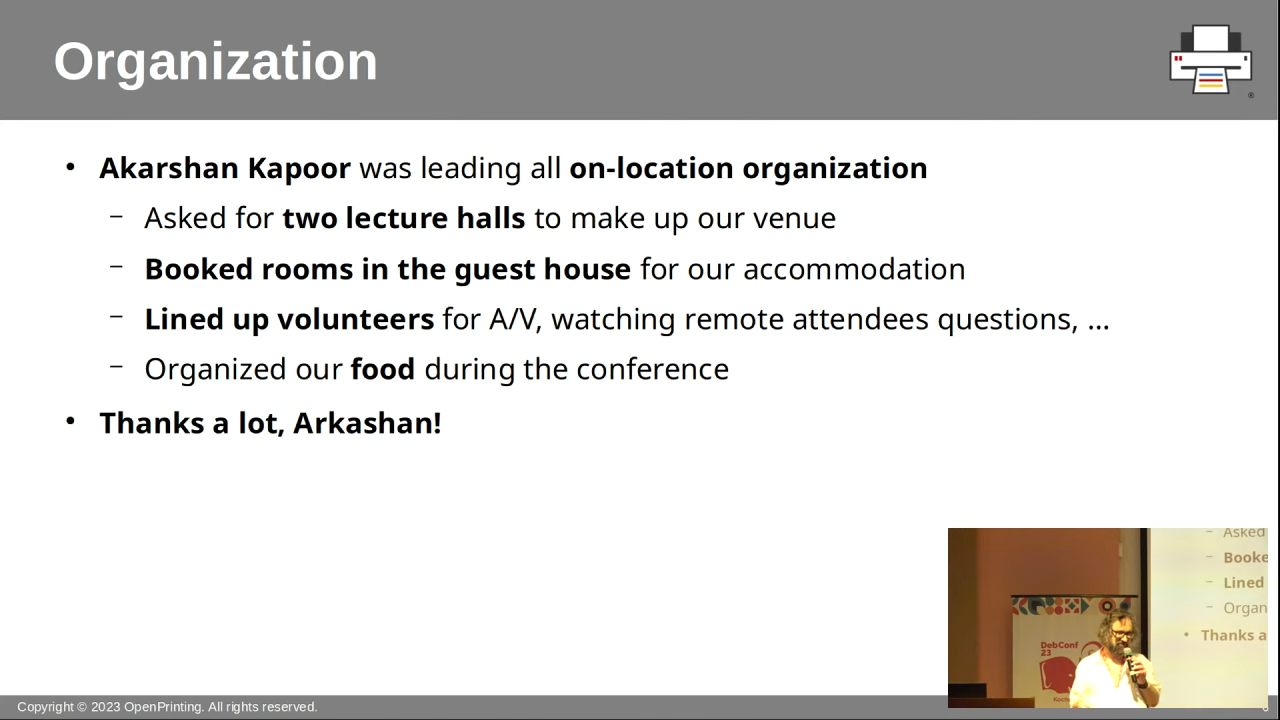 Organization
®
• Akarshan Kapoor was leading all on-location organization
– Asked for two lecture halls to make up our venue
– Booked rooms in the guest house for our accommodation
– Lined up volunteers for A/V, watching remote attendees questions, ...
– Organized our food during the conference
• Thanks a lot, Arkashan!
– Asked
– Booke
– Lined
– Organ
• Thanks a
DebConf
23
Copyright © 2023 OpenPrinting. All rights reserved.